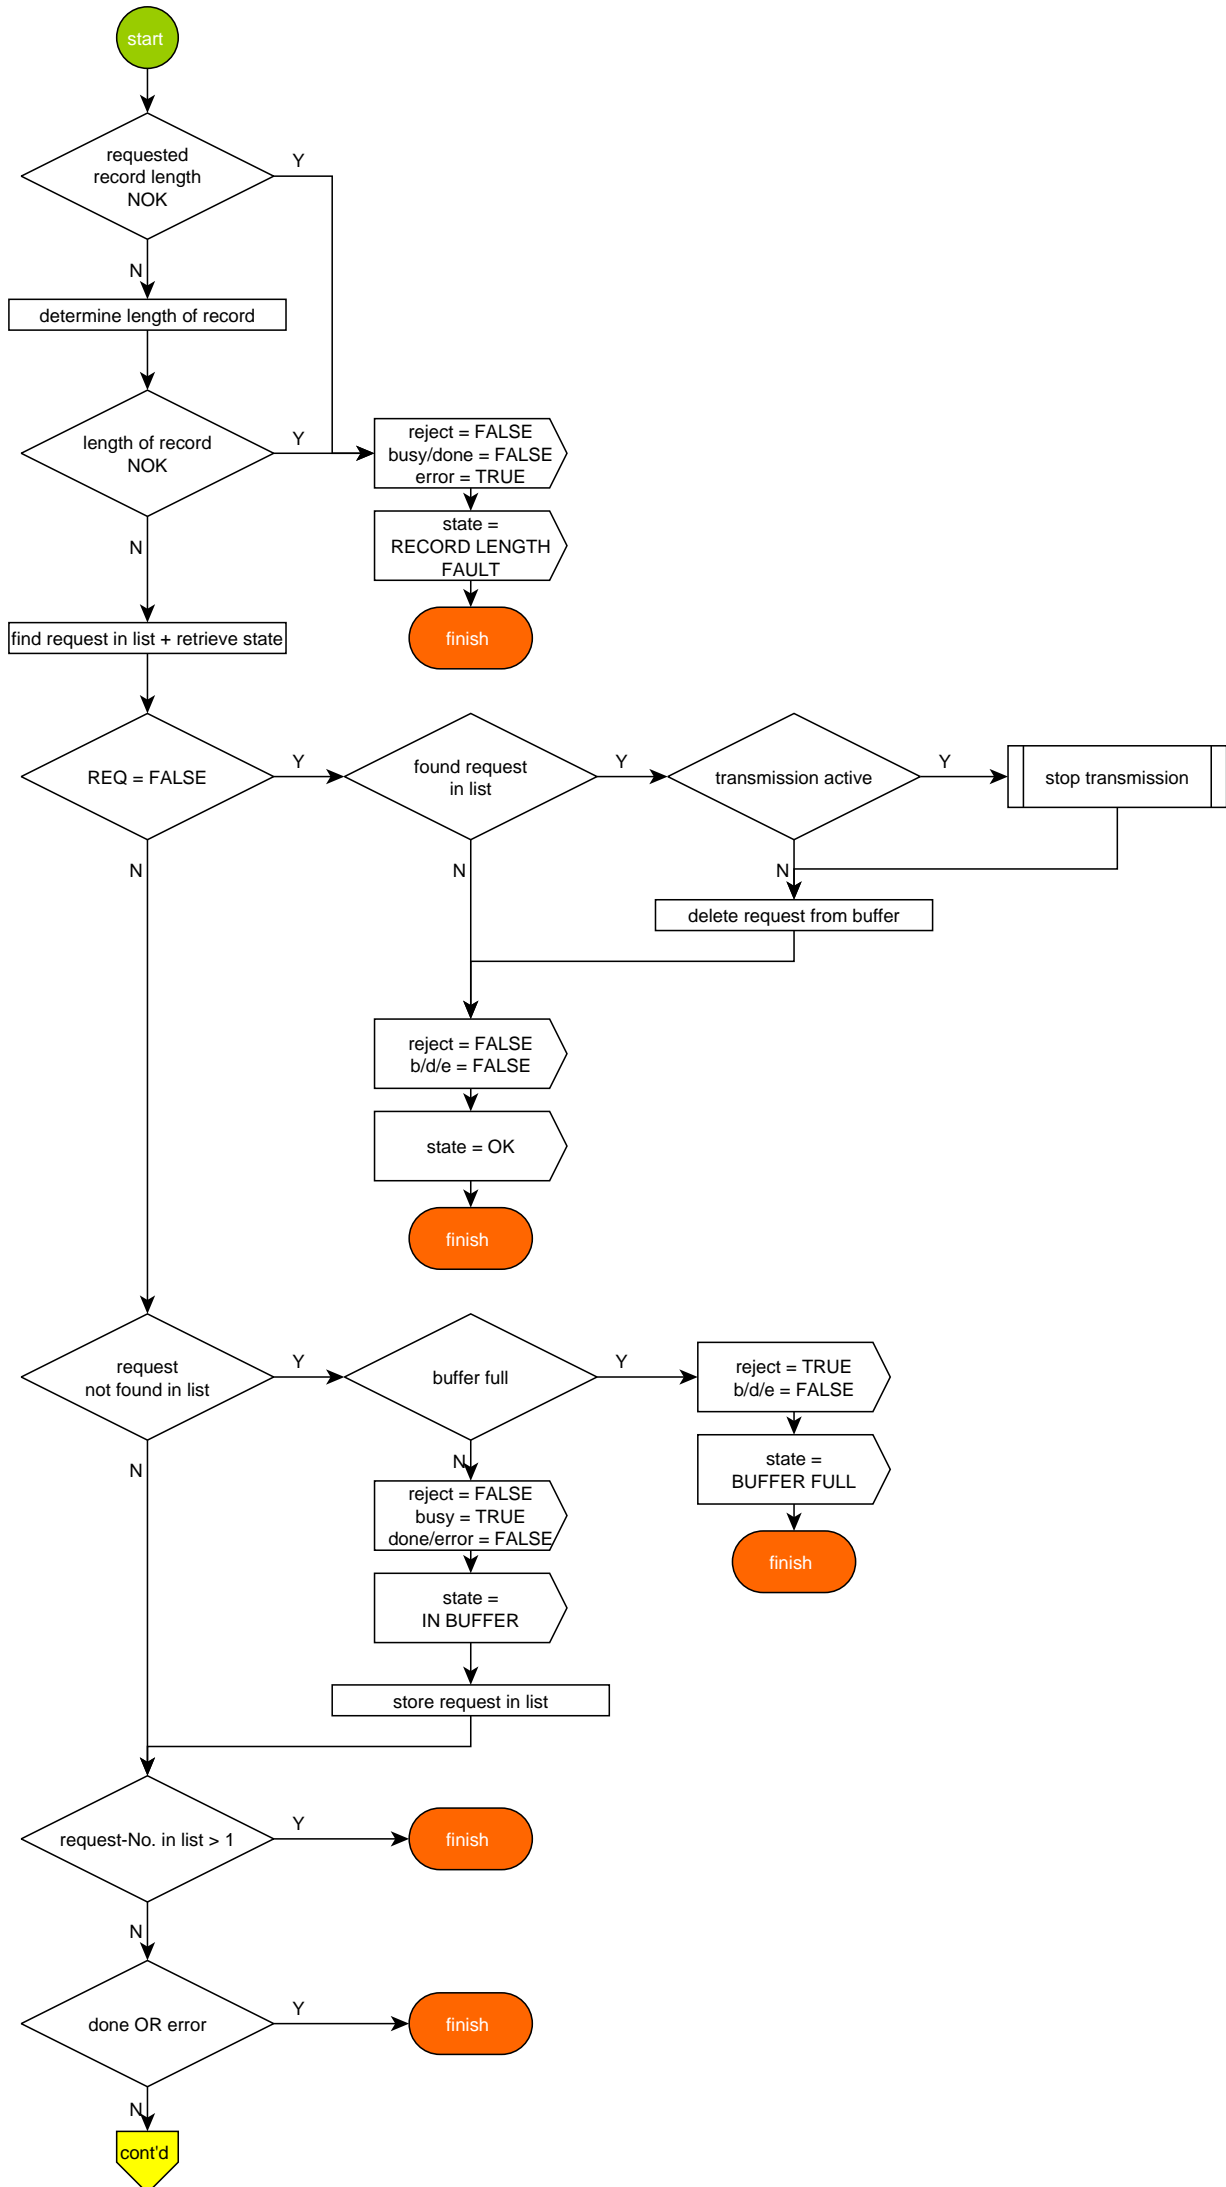 start
requested
record length
NOK
Y
N
determine length of record
length of record
NOK
Y
reject = FALSE
busy/done = FALSE
error = TRUE
N
state =
RECORD LENGTH
FAULT
find request in list + retrieve state
finish
REQ = FALSE
Y
found request
in list
Y
transmission active
Y
stop transmission
N
N
N
delete request from buffer
reject = FALSE
b/d/e = FALSE
state = OK
finish
request
not found in list
Y
buffer full
Y
reject = TRUE
b/d/e = FALSE
N
N
state =
BUFFER FULL
reject = FALSE
busy = TRUE
done/error = FALSE
finish
state =
IN BUFFER
store request in list
request-No. in list > 1
Y
finish
N
done OR error
Y
finish
N
cont'd